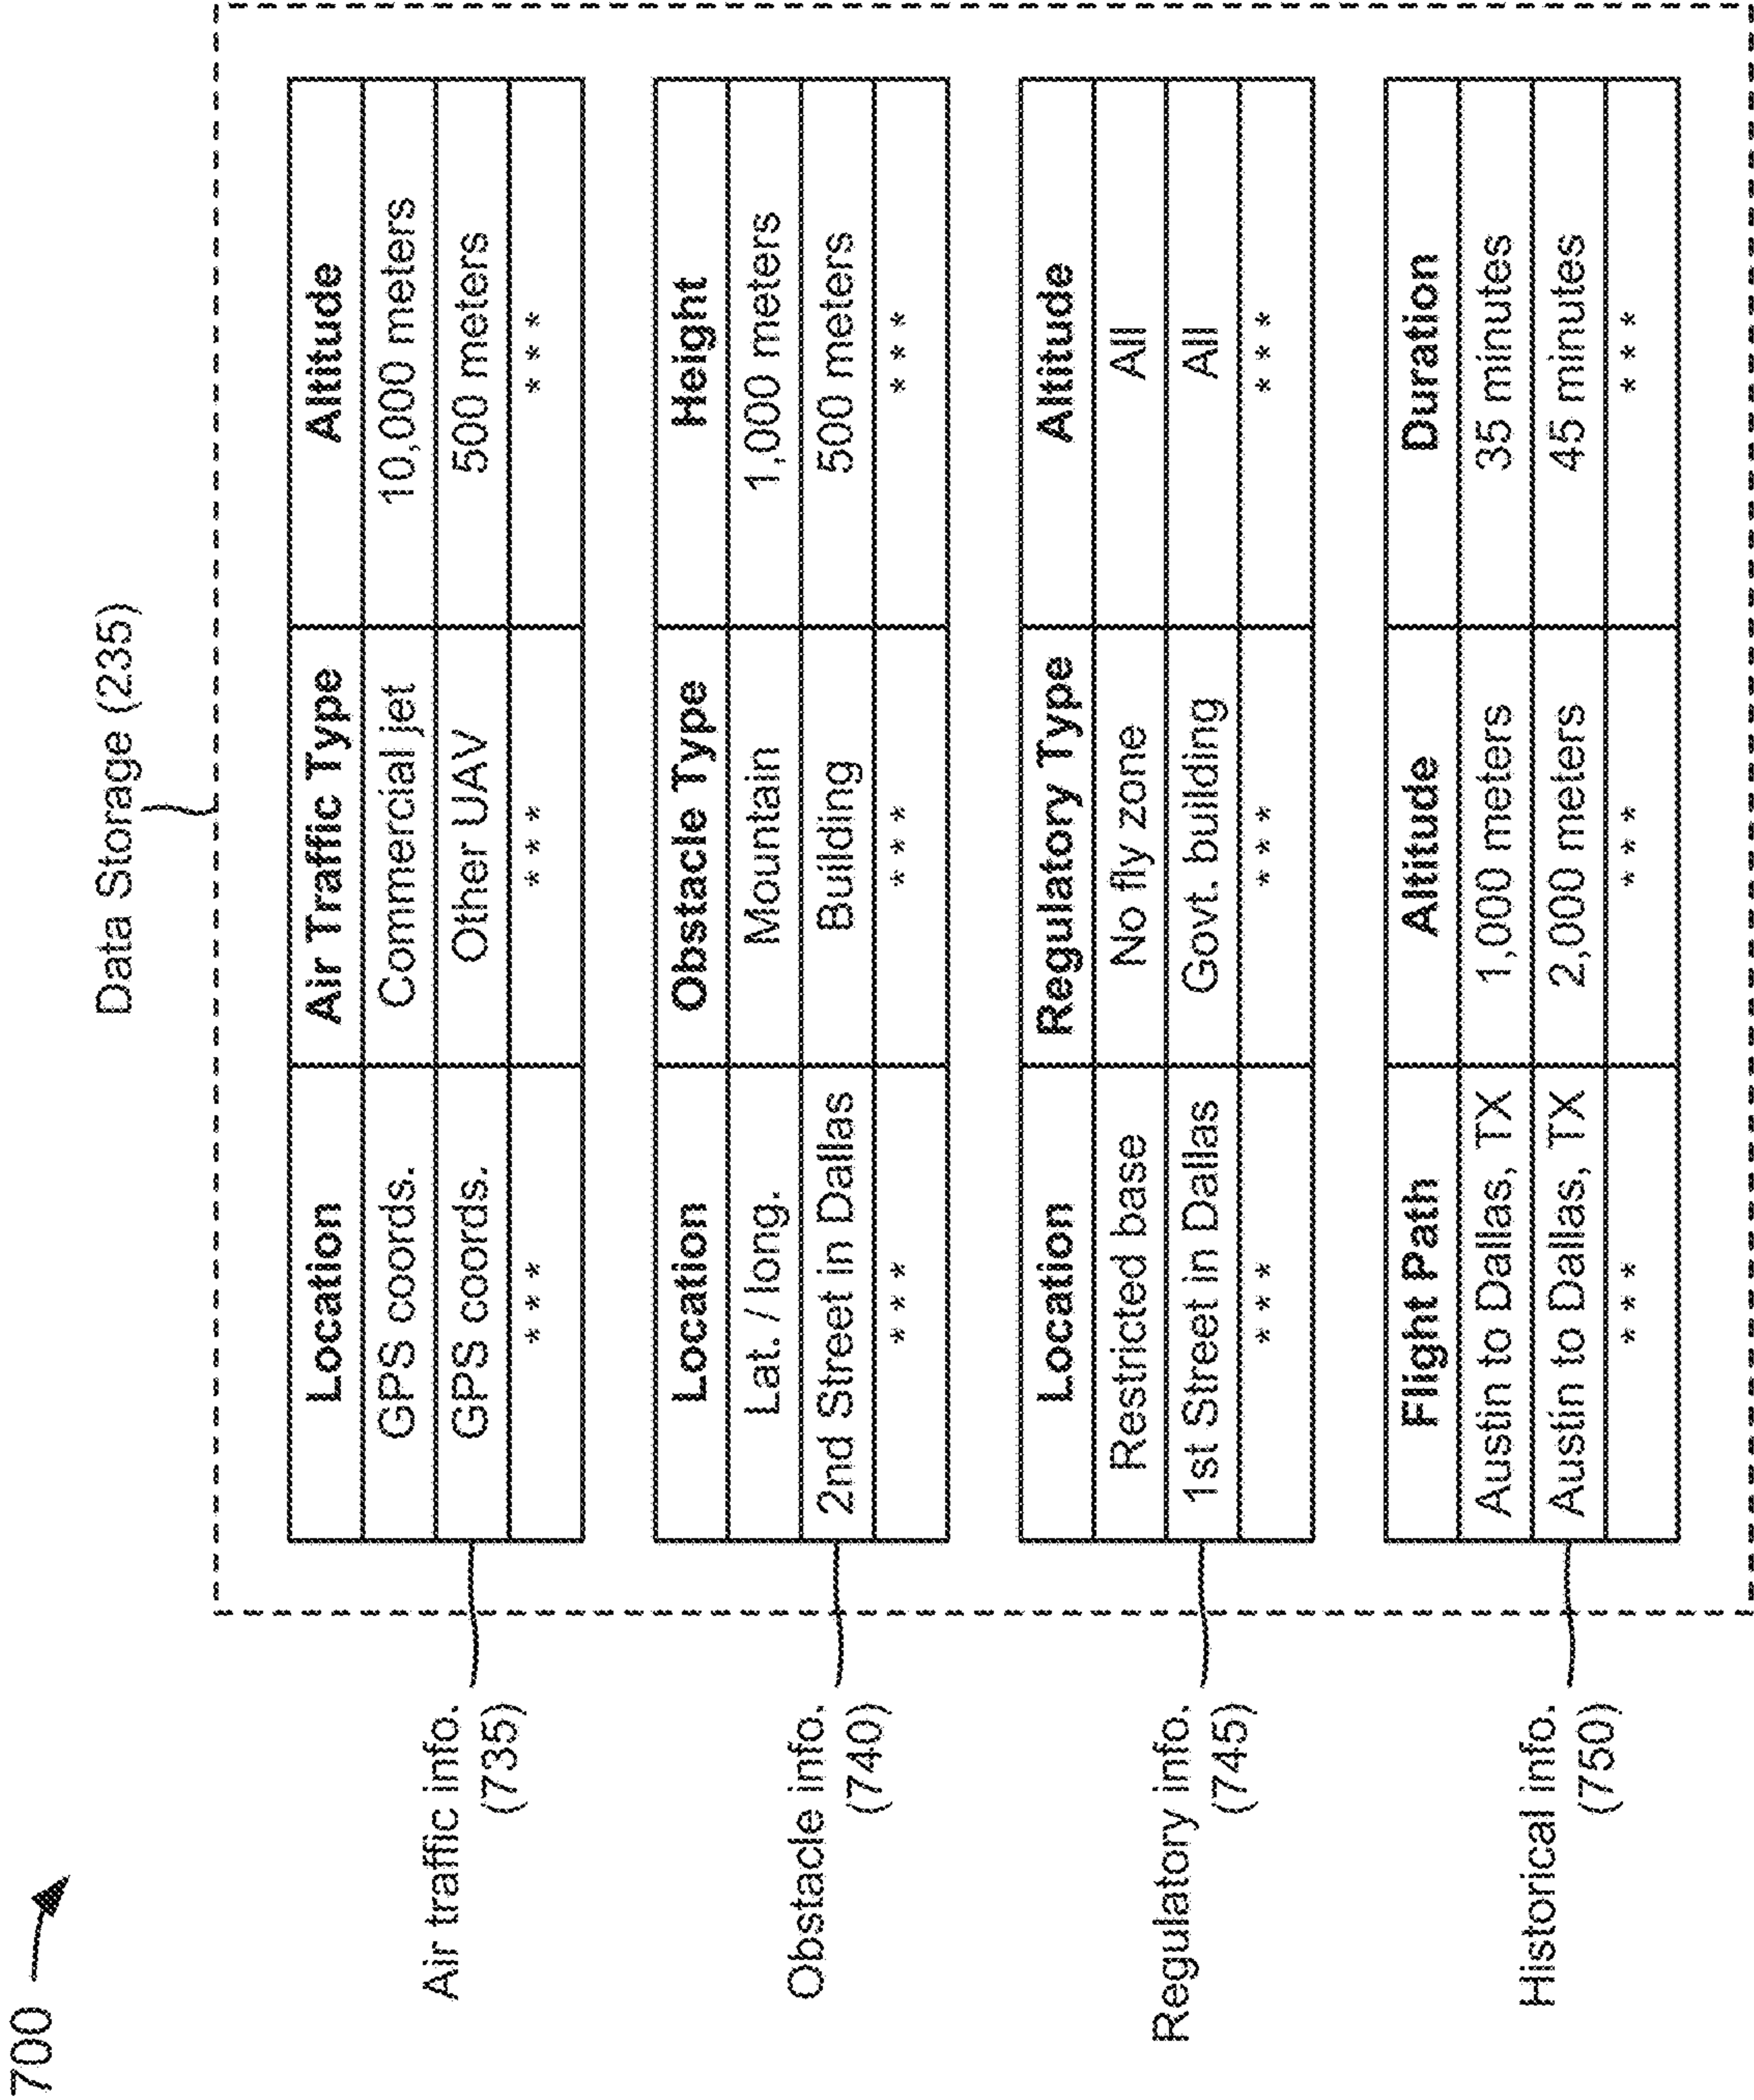 700
Data Storage (235)
Air traffic info.
(735)
Location Air Traffic Type Altitude
GPS coords. Commercial jet 10,000 meters
GPS coords. Other UAV 500 meters
* * * * * * * * *
Obstacle info.
(740)
Location Obstacle Type Height
Lat. / long. Mountain 1,000 meters
2nd Street in Dallas Building 500 meters
* * * * * * * * *
Regulatory info.
(745)
Location Regulatory Type Altitude
Restricted base No fly zone All
1st Street in Dallas Govt. building All
* * * * * * * * *
Historical info.
(750)
Flight Path Altitude Duration
Austin to Dallas, TX 1,000 meters 35 minutes
Austin to Dallas, TX 2,000 meters 45 minutes
* * * * * * * * *